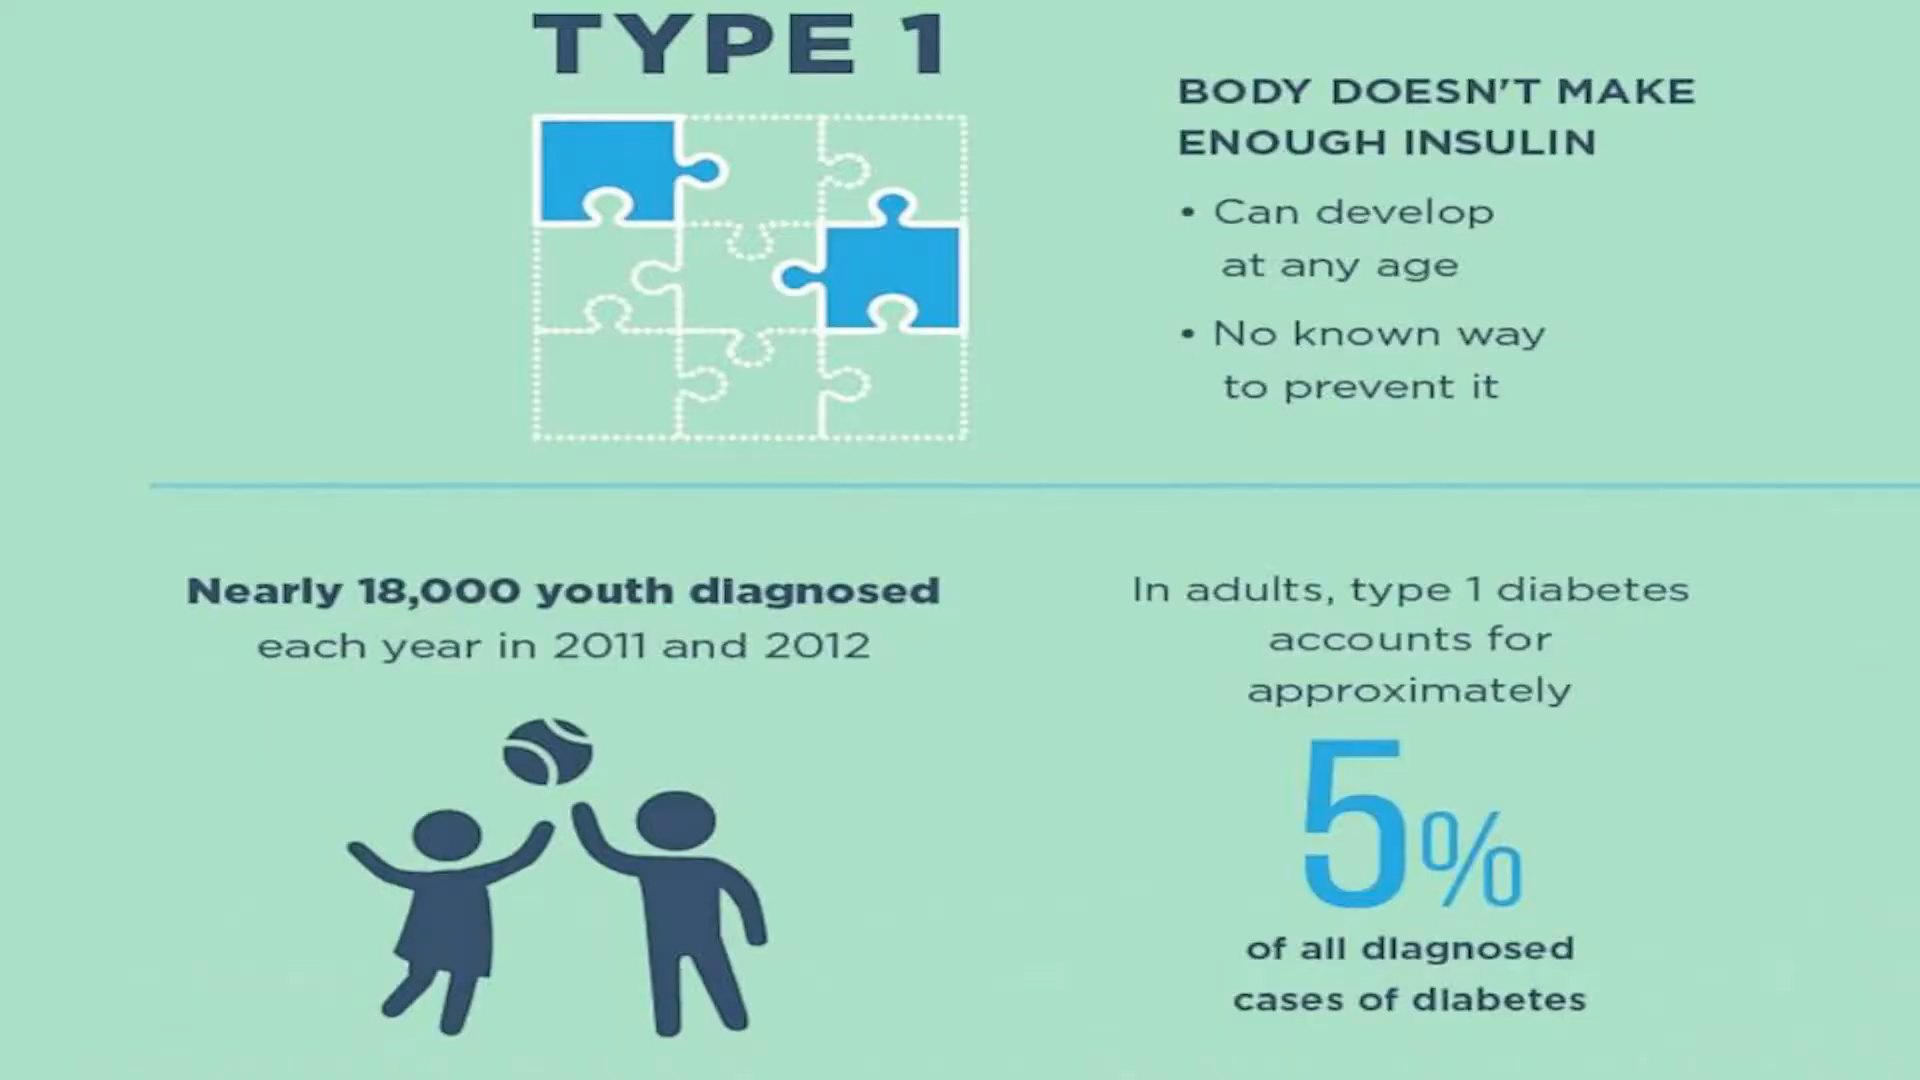 TYPE 1
BODY DOESN'T MAKE
ENOUGH INSULIN
• Can develop
at any age
• No known way
to prevent it
Nearly 18,000 youth diagnosed
each year in 2011 and 2012
In adults, type 1 diabetes
accounts for
approximately
5%
of all diagnosed
cases of diabetes